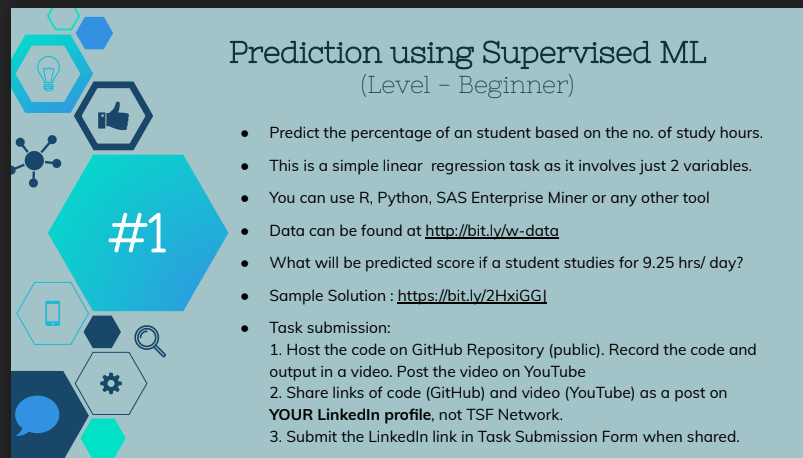 Prediction using Supervised ML
(Level - Beginner)
#1
● Predict the percentage of an student based on the no. of study hours.
● This is a simple linear regression task as it involves just 2 variables.
● You can use R, Python, SAS Enterprise Miner or any other tool
● Data can be found at http://bit.ly/w-data
● What will be predicted score if a student studies for 9.25 hrs/ day?
● Sample Solution : https://bit.ly/2HxiGGJ
● Task submission:
1. Host the code on GitHub Repository (public). Record the code and
output in a video. Post the video on YouTube
2. Share links of code (GitHub) and video (YouTube) as a post on
YOUR LinkedIn profile, not TSF Network.
3. Submit the LinkedIn link in Task Submission Form when shared.